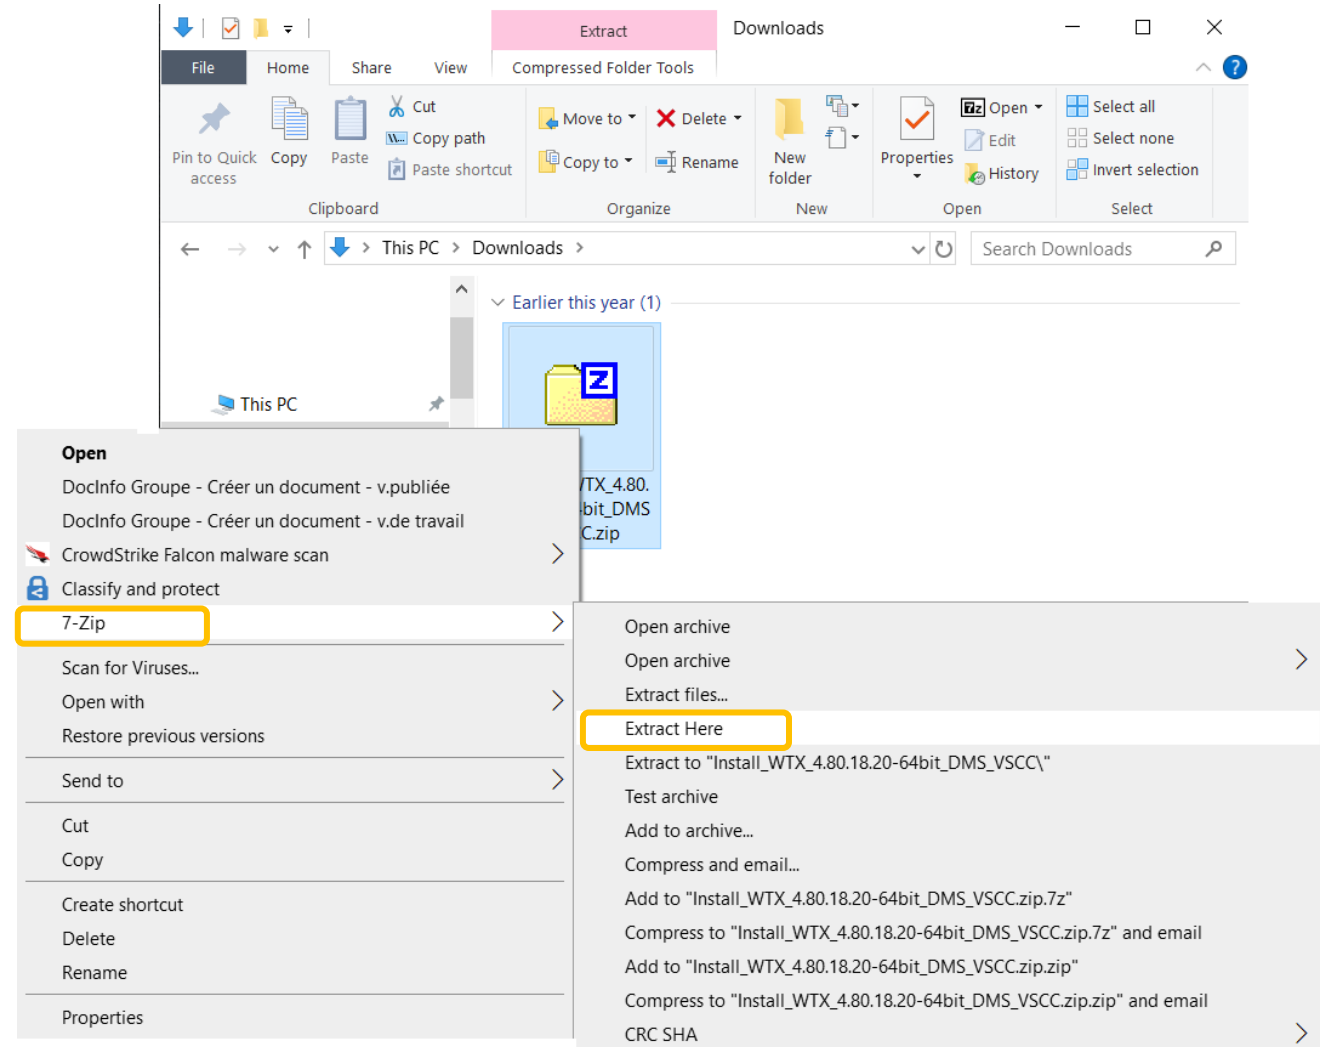 Extract
Downloads
File
Home
Share
View
Compressed Folder Tools
Pin to Quick
access
Copy
Paste
Cut
Copy path
Paste shortcut
Clipboard
Move to
Copy to
Delete
Rename
Organize
New
folder
New
Properties
Open
Edit
History
Open
Select all
Select none
Invert selection
Select
This PC
Downloads
Search Downloads
Earlier this year (1)
This PC
TX_4.80.
bit_DMS
C.zip
Open
DocInfo Groupe - Créer un document - v.publiée
DocInfo Groupe - Créer un document - v.de travail
CrowdStrike Falcon malware scan
Classify and protect
7-Zip
Scan for Viruses...
Open with
Restore previous versions
Send to
Cut
Copy
Create shortcut
Delete
Rename
Properties
Open archive
Open archive
Extract files...
Extract Here
Extract to "Install_WTX_4.80.18.20-64bit_DMS_VSCC\"
Test archive
Add to archive...
Compress and email...
Add to "Install_WTX_4.80.18.20-64bit_DMS_VSCC.zip.7z"
Compress to "Install_WTX_4.80.18.20-64bit_DMS_VSCC.zip.7z" and email
Add to "Install_WTX_4.80.18.20-64bit_DMS_VSCC.zip.zip"
Compress to "Install_WTX_4.80.18.20-64bit_DMS_VSCC.zip.zip" and email
CRC SHA